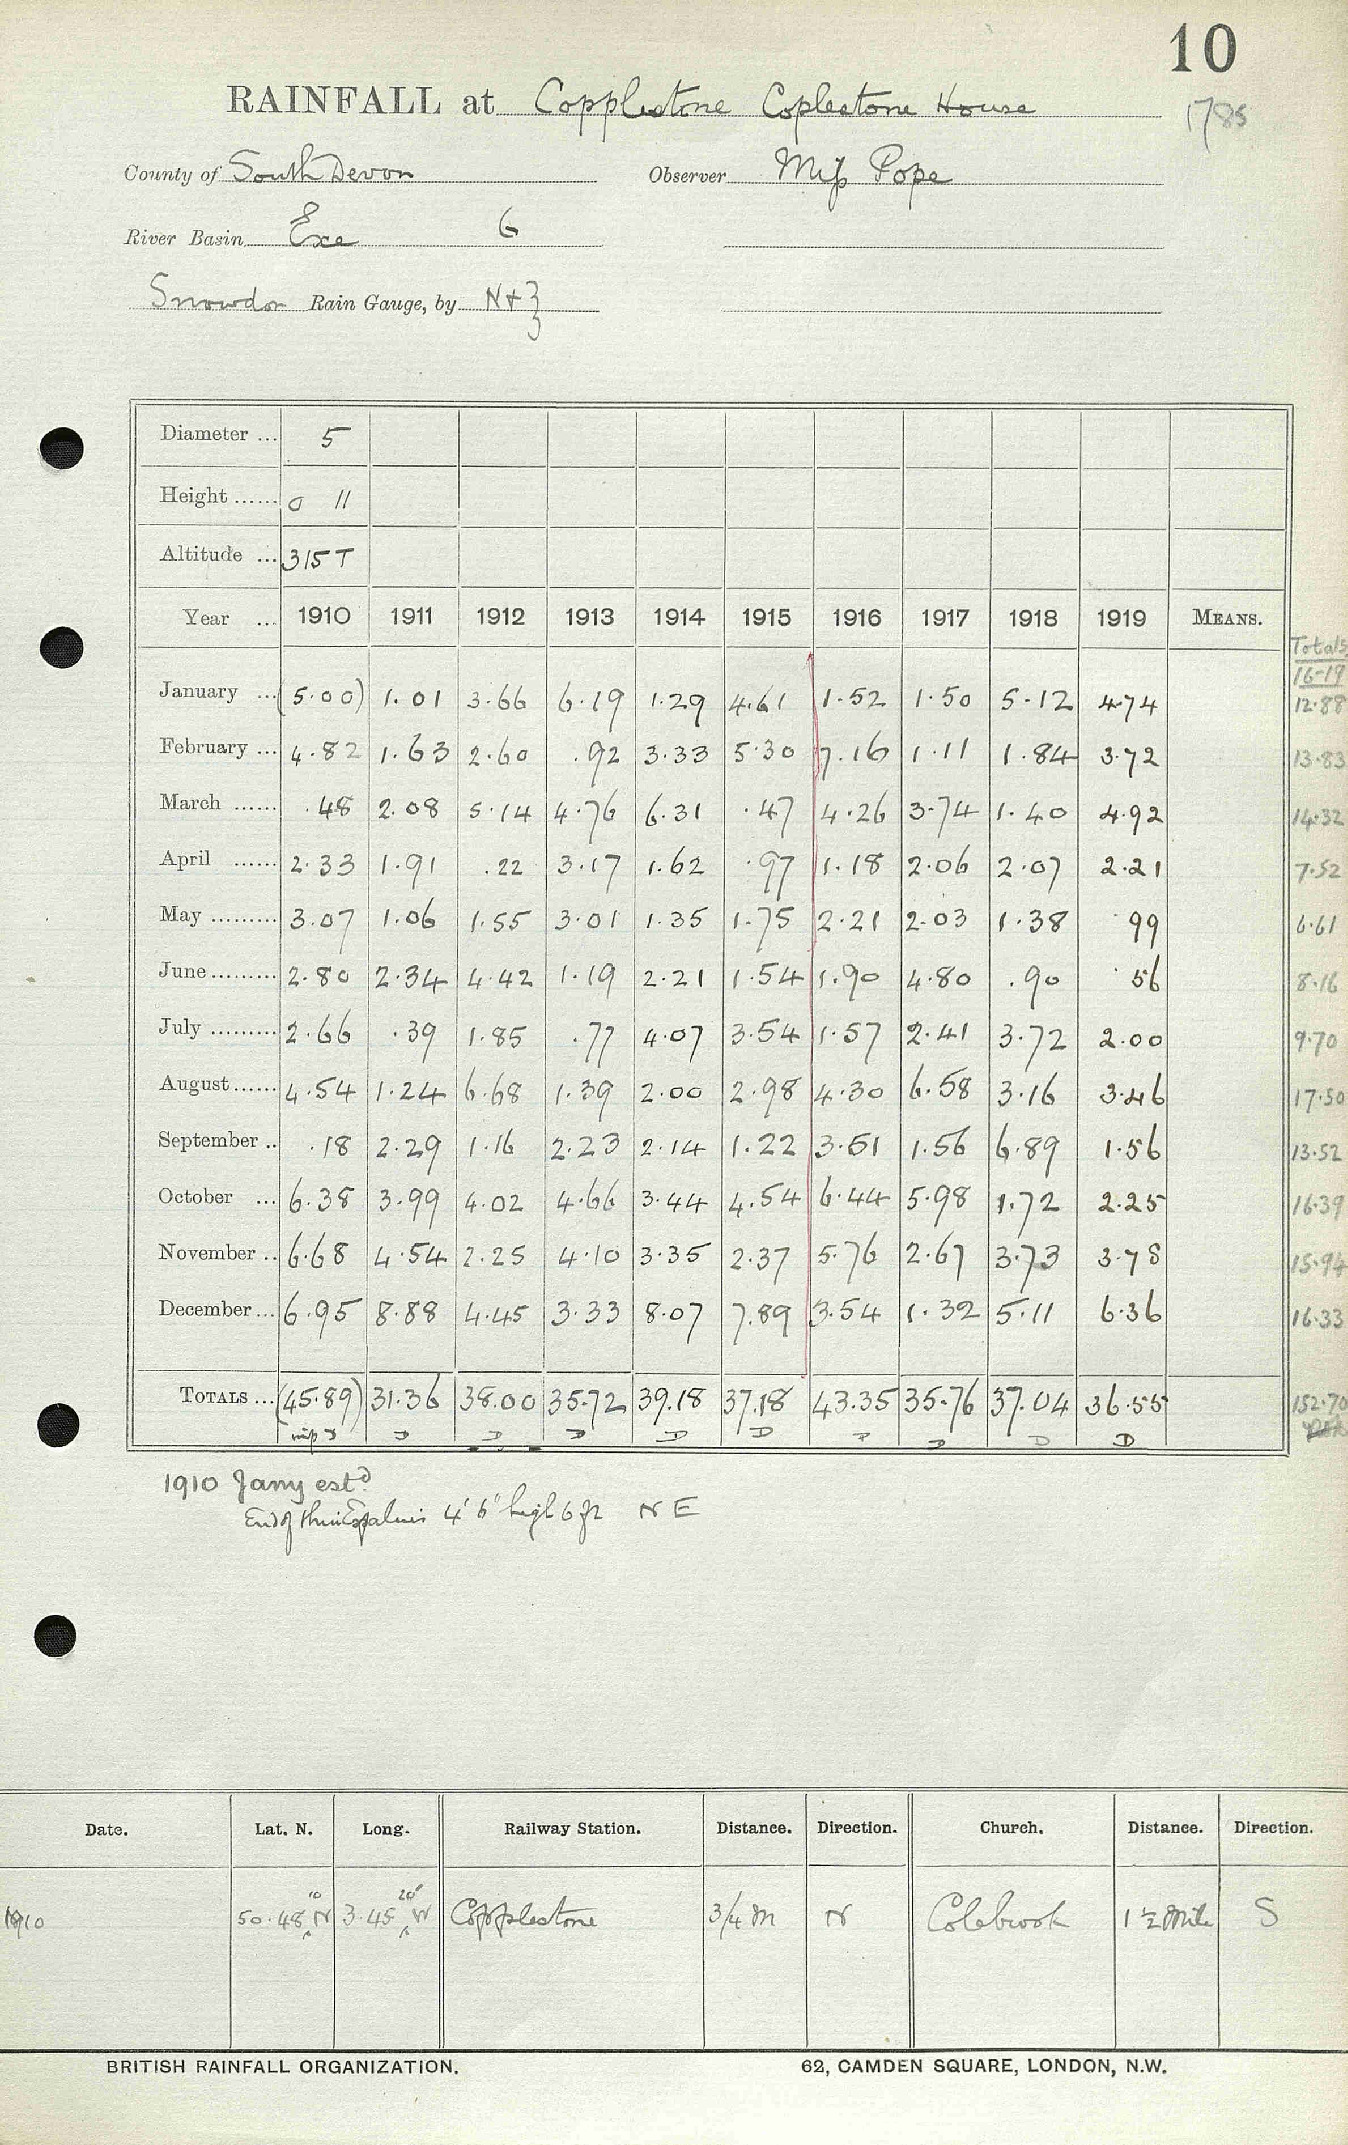 10
RAINFALL at Copplestone Coplestone House
1785
County of South Devon Observer Miss Pope
River Basin Exe 6
Snowdon Rain Gauge, by N+Z
Diameter ... 5
Height ...... 0 11
Altitude ... 315 T
Year ... 1910 1911 1912 1913 1914 1915 1916 1917 1918 1919 MEANS. Totals 16-19
January ... (5.00) 1.01 3.66 6.19 1.29 4.61 1.52 1.50 5.12 4.74 12.88
February ... 4.82 1.63 2.60 .92 3.33 5.30 7.16 1.11 1.84 3.72 13.83
March ...... .48 2.08 5.14 4.76 6.31 .47 4.26 3.74 1.40 4.92 14.32
April ...... 2.33 1.91 .22 3.17 1.62 .97 1.18 2.06 2.07 2.21 7.52
May ......... 3.07 1.06 1.55 3.01 1.35 1.75 2.21 2.03 1.38 99 6.61
June ......... 2.80 2.34 4.42 1.19 2.21 1.54 1.90 4.80 .90 56 8.16
July ......... 2.66 .39 1.85 .77 4.07 3.54 1.57 2.41 3.72 2.00 9.70
August ...... 4.54 1.24 6.68 1.39 2.00 2.98 4.30 6.58 3.16 3.46 17.50
September .. .18 2.29 1.16 2.23 2.14 1.22 3.51 1.56 6.89 1.56 13.52
October ... 6.38 3.99 4.02 4.66 3.44 4.54 6.44 5.98 1.72 2.25 16.39
November .. 6.68 4.54 2.25 4.10 3.35 2.37 5.76 2.67 3.73 3.78 15.94
December ... 6.95 8.88 4.45 3.33 8.07 7.89 3.54 1.32 5.11 6.36 16.33
TOTALS ... (45.89) 31.36 38.00 35.72 39.18 37.18 43.35 35.76 37.04 36.55 152.70
D D D D D D D D D
1910 Jany estd
End of thin Espalier 4' 6" high 6 ft N E
Date. Lat. N. Long. Railway Station. Distance. Direction. Church. Distance. Direction.
10 20
1910 50.48 N 3.45 W Copplestone 3/4 m N Colebrook 1 1/2 Mile S
BRITISH RAINFALL ORGANIZATION. 62, CAMDEN SQUARE, LONDON, N.W.